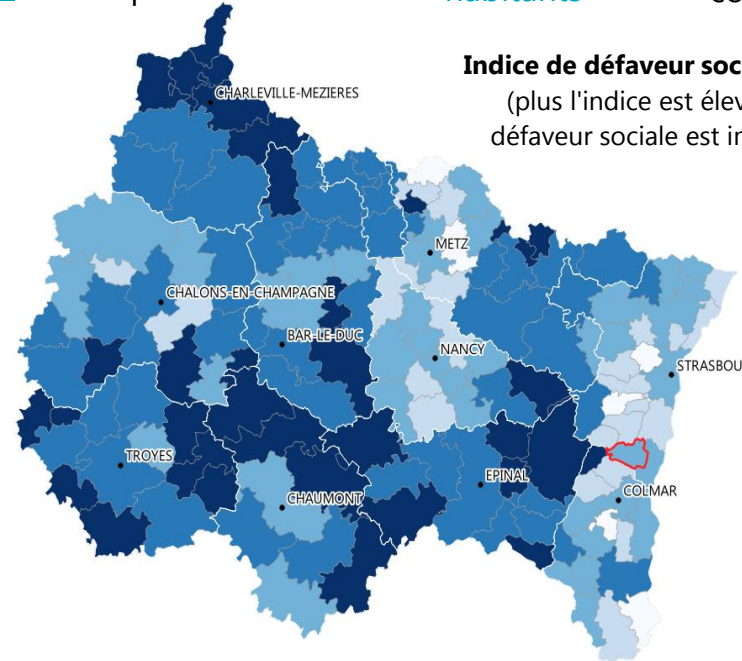 habitants
Indice de défaveur soc
(plus l'indice est élev
défaveur sociale est in
CHARLEVILLE-MEZIERES
METZ
CHALONS-EN-CHAMPAGNE
BAR-LE-DUC
NANCY
STRASBOU
TROYES
EPINAL
CHAUMONT
COLMAR